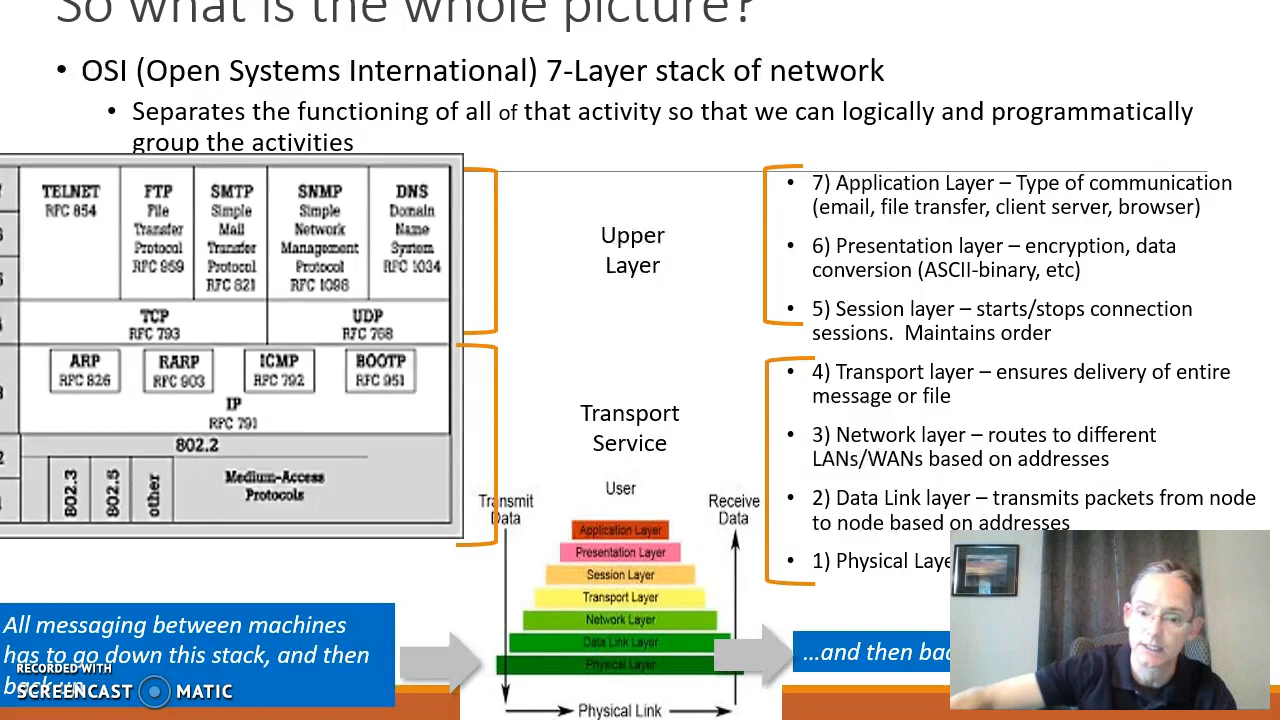 So what is the whole picture?
• OSI (Open Systems International) 7-Layer stack of network
• Separates the functioning of all of that activity so that we can logically and programmatically
group the activities
TELNET
RFC 854
FTP
File
Transfer
Protocol
RFC 959
SMTP
Simple
Mail
Transfer
Protocol
RFC 821
SNMP
Simple
Network
Management
Protocol
RFC 1098
DNS
Domain
Name
System
RFC 1034
TCP
RFC 793
UDP
RFC 768
ARP
RFC 826
RARP
RFC 903
ICMP
RFC 792
BOOTP
RFC 951
IP
RFC 791
802.2
802.3
802.5
other
Medium-Access
Protocols
Upper
Layer
Transport
Service
• 7) Application Layer – Type of communication
(email, file transfer, client server, browser)
• 6) Presentation layer – encryption, data
conversion (ASCII-binary, etc)
• 5) Session layer – starts/stops connection
sessions. Maintains order
• 4) Transport layer – ensures delivery of entire
message or file
• 3) Network layer – routes to different
LANs/WANs based on addresses
• 2) Data Link layer – transmits packets from node
to node based on addresses
• 1) Physical Laye
User
Transmit
Data
Receive
Data
Application Layer
Presentation Layer
Session Layer
Transport Layer
Network Layer
Data Link Layer
Physical Layer
Physical Link
All messaging between machines
has to go down this stack, and then
back up
...and then bac
RECORDED WITH
SCREENCAST MATIC